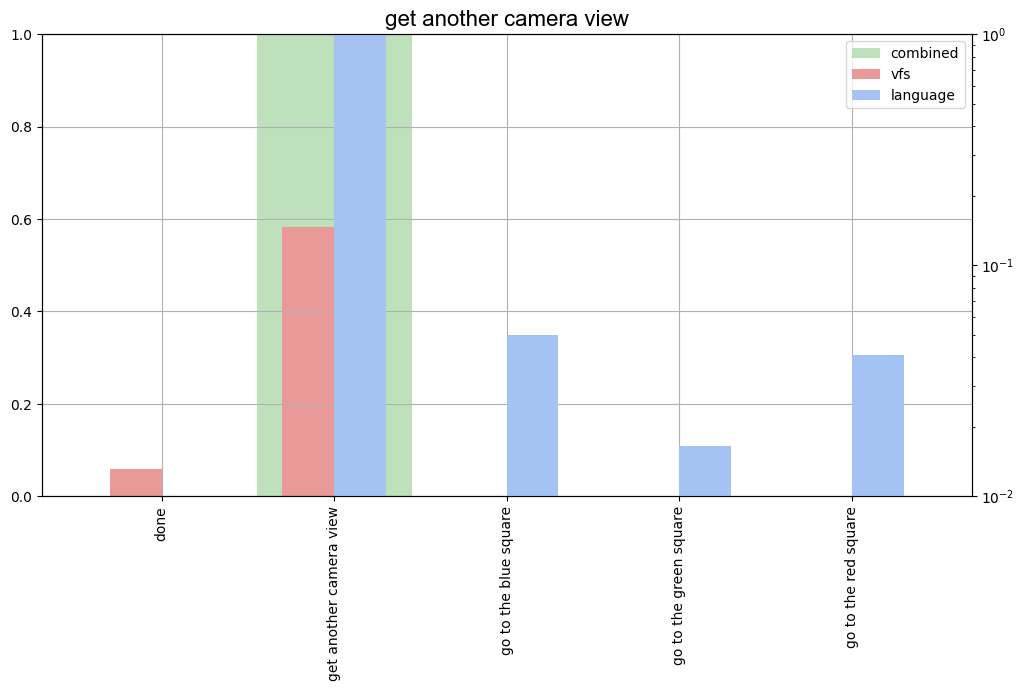 get another camera view
1.0
0.8
0.6
0.4
0.2
0.0
10⁰
10⁻¹
10⁻²
combined
vfs
language
done
get another camera view
go to the blue square
go to the green square
go to the red square